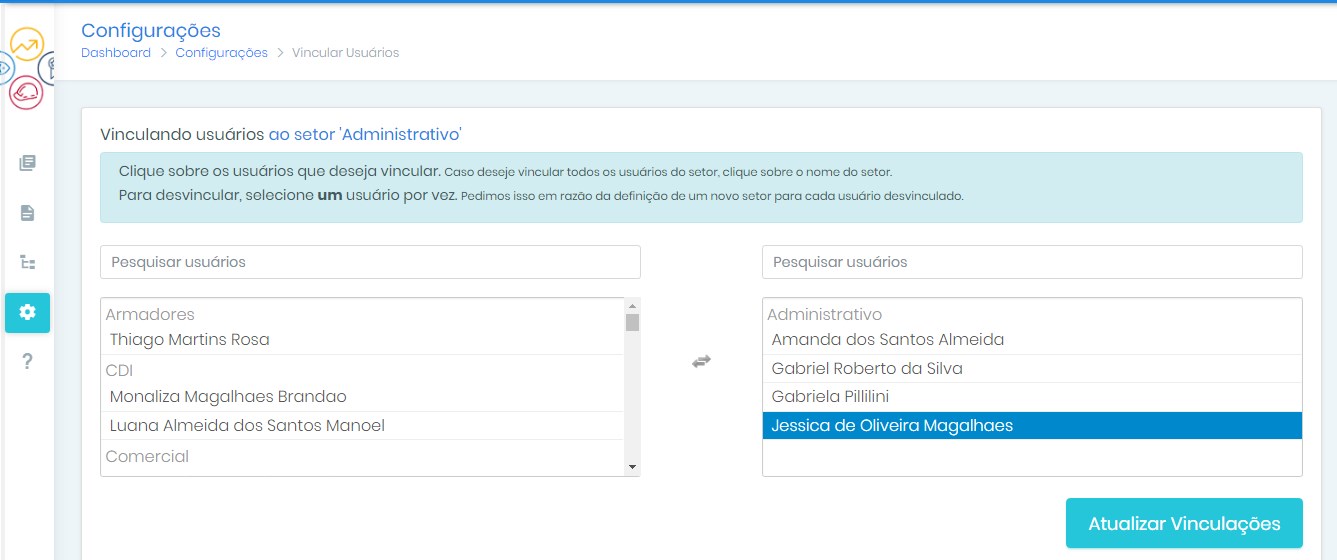 Configurações
Dashboard > Configurações > Vincular Usuários
Vinculando usuários ao setor 'Administrativo'
Clique sobre os usuários que deseja vincular. Caso deseje vincular todos os usuários do setor, clique sobre o nome do setor.
Para desvincular, selecione um usuário por vez. Pedimos isso em razão da definição de um novo setor para cada usuário desvinculado.
Pesquisar usuários
Armadores
Thiago Martins Rosa
CDI
Monaliza Magalhaes Brandao
Luana Almeida dos Santos Manoel
Comercial
Pesquisar usuários
Administrativo
Amanda dos Santos Almeida
Gabriel Roberto da Silva
Gabriela Pillilini
Jessica de Oliveira Magalhaes
Atualizar Vinculações
?